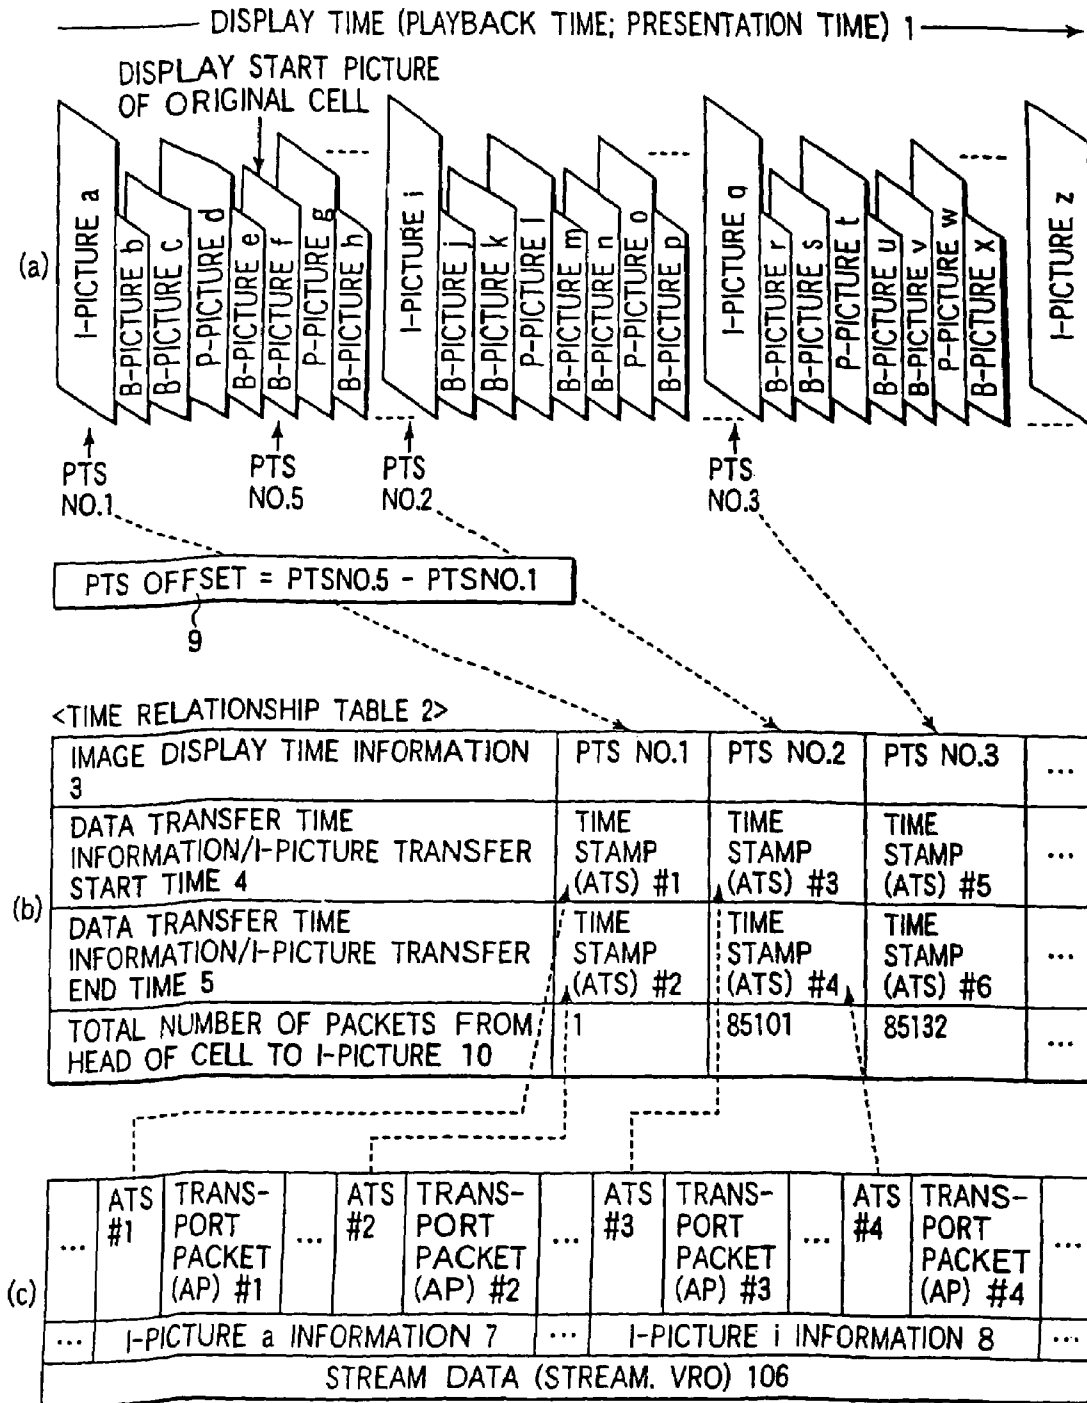 DISPLAY TIME (PLAYBACK TIME; PRESENTATION TIME) 1
DISPLAY START PICTURE
OF ORIGINAL CELL
(a)
I-PICTURE a
B-PICTURE b
B-PICTURE c
P-PICTURE d
B-PICTURE e
B-PICTURE f
P-PICTURE g
B-PICTURE h
I-PICTURE i
B-PICTURE j
B-PICTURE k
P-PICTURE l
B-PICTURE m
B-PICTURE n
P-PICTURE o
B-PICTURE p
I-PICTURE q
B-PICTURE r
B-PICTURE s
P-PICTURE t
B-PICTURE u
B-PICTURE v
P-PICTURE w
B-PICTURE x
I-PICTURE z
PTS
NO.1
PTS
NO.5
PTS
NO.2
PTS
NO.3
PTS OFFSET = PTSNO.5 - PTSNO.1
9
<TIME RELATIONSHIP TABLE 2>
(b)
IMAGE DISPLAY TIME INFORMATION
3
PTS NO.1
PTS NO.2
PTS NO.3
...
DATA TRANSFER TIME
INFORMATION/I-PICTURE TRANSFER
START TIME 4
TIME
STAMP
(ATS) #1
TIME
STAMP
(ATS) #3
TIME
STAMP
(ATS) #5
...
DATA TRANSFER TIME
INFORMATION/I-PICTURE TRANSFER
END TIME 5
TIME
STAMP
(ATS) #2
TIME
STAMP
(ATS) #4
TIME
STAMP
(ATS) #6
...
TOTAL NUMBER OF PACKETS FROM
HEAD OF CELL TO I-PICTURE 10
1
85101
85132
...
(c)
...
ATS
#1
TRANS-
PORT
PACKET
(AP) #1
...
ATS
#2
TRANS-
PORT
PACKET
(AP) #2
...
ATS
#3
TRANS-
PORT
PACKET
(AP) #3
...
ATS
#4
TRANS-
PORT
PACKET
(AP) #4
...
...
I-PICTURE a INFORMATION 7
...
I-PICTURE i INFORMATION 8
...
STREAM DATA (STREAM. VRO) 106